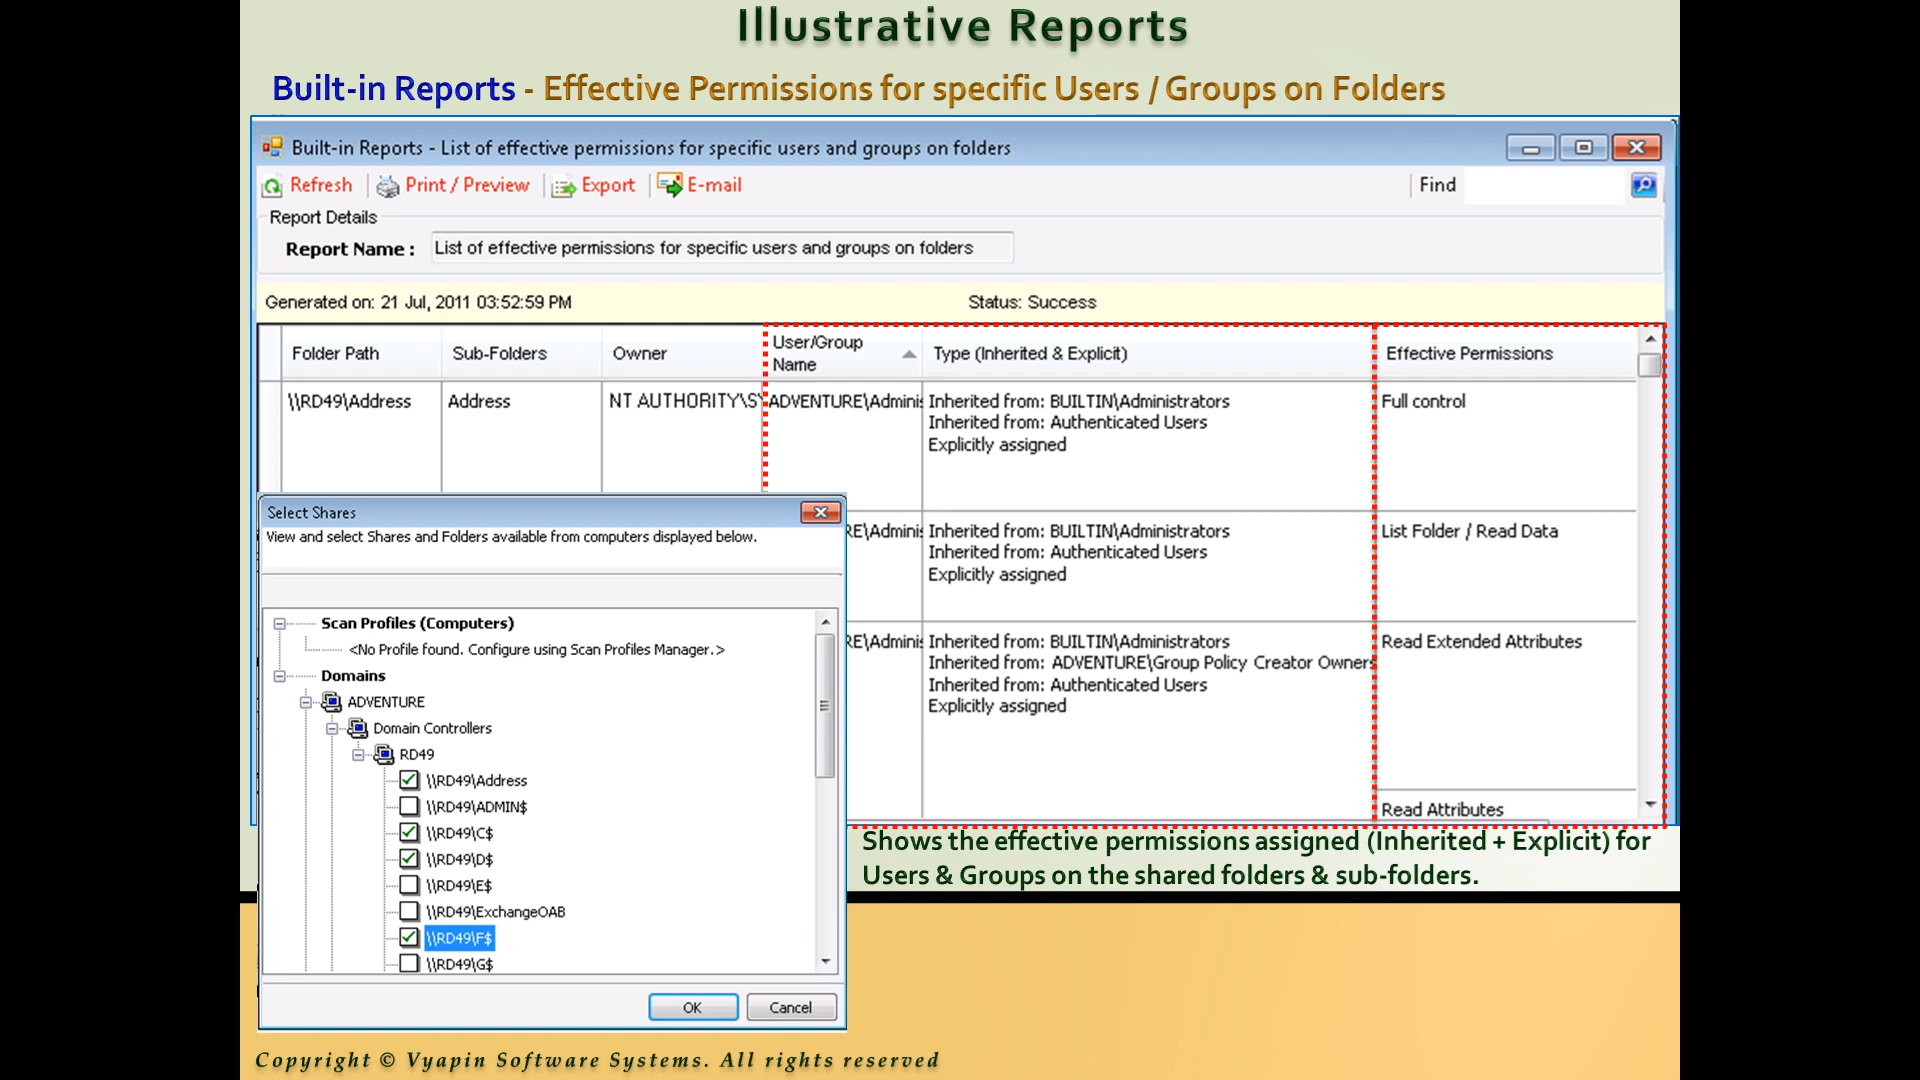 Illustrative Reports
Built-in Reports - Effective Permissions for specific Users / Groups on Folders
Built-in Reports - List of effective permissions for specific users and groups on folders
Refresh Print / Preview Export E-mail Find
Report Details
Report Name : List of effective permissions for specific users and groups on folders
Generated on: 21 Jul, 2011 03:52:59 PM Status: Success
Folder Path Sub-Folders Owner User/Group Name Type (Inherited & Explicit) Effective Permissions
\\RD49\Address Address NT AUTHORITY\S ADVENTURE\Adminis Inherited from: BUILTIN\Administrators Full control
Inherited from: Authenticated Users
Explicitly assigned
RE\Adminis Inherited from: BUILTIN\Administrators List Folder / Read Data
Inherited from: Authenticated Users
Explicitly assigned
RE\Adminis Inherited from: BUILTIN\Administrators Read Extended Attributes
Inherited from: ADVENTURE\Group Policy Creator Owners
Inherited from: Authenticated Users
Explicitly assigned
Read Attributes
Select Shares
View and select Shares and Folders available from computers displayed below.
Scan Profiles (Computers)
<No Profile found. Configure using Scan Profiles Manager.>
Domains
ADVENTURE
Domain Controllers
RD49
\\RD49\Address
\\RD49\ADMIN$
\\RD49\C$
\\RD49\D$
\\RD49\E$
\\RD49\ExchangeOAB
\\RD49\F$
\\RD49\G$
OK Cancel
Shows the effective permissions assigned (Inherited + Explicit) for
Users & Groups on the shared folders & sub-folders.
Copyright © Vyapin Software Systems. All rights reserved